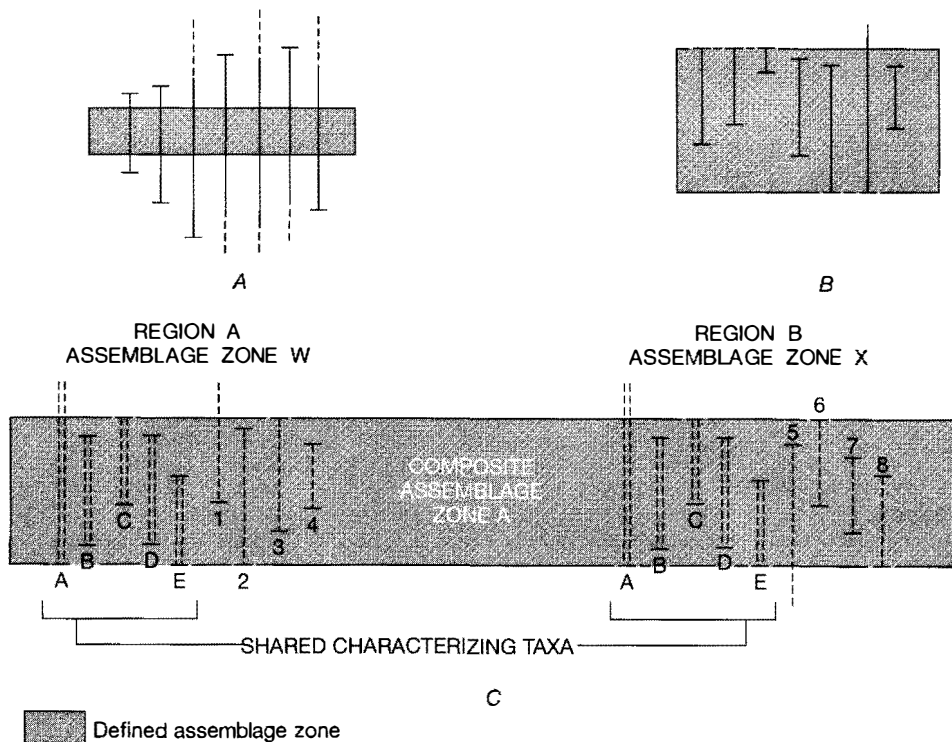 A
B
REGION A
ASSEMBLAGE ZONE W
REGION B
ASSEMBLAGE ZONE X
COMPOSITE
ASSEMBLAGE
ZONE A
A
B
C
D
E
1
2
3
4
A
B
C
D
E
5
6
7
8
SHARED CHARACTERIZING TAXA
C
Defined assemblage zone